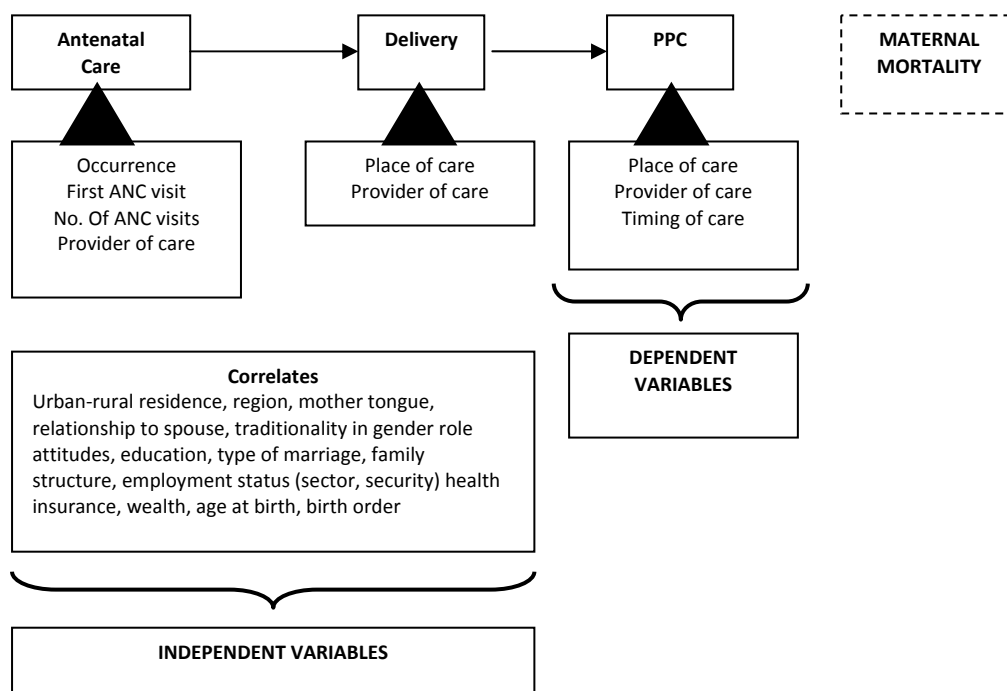 Antenatal
Care
Delivery
PPC
MATERNAL
MORTALITY
Occurrence
First ANC visit
No. Of ANC visits
Provider of care
Place of care
Provider of care
Place of care
Provider of care
Timing of care
DEPENDENT
VARIABLES
Correlates
Urban-rural residence, region, mother tongue,
relationship to spouse, traditionality in gender role
attitudes, education, type of marriage, family
structure, employment status (sector, security) health
insurance, wealth, age at birth, birth order
INDEPENDENT VARIABLES